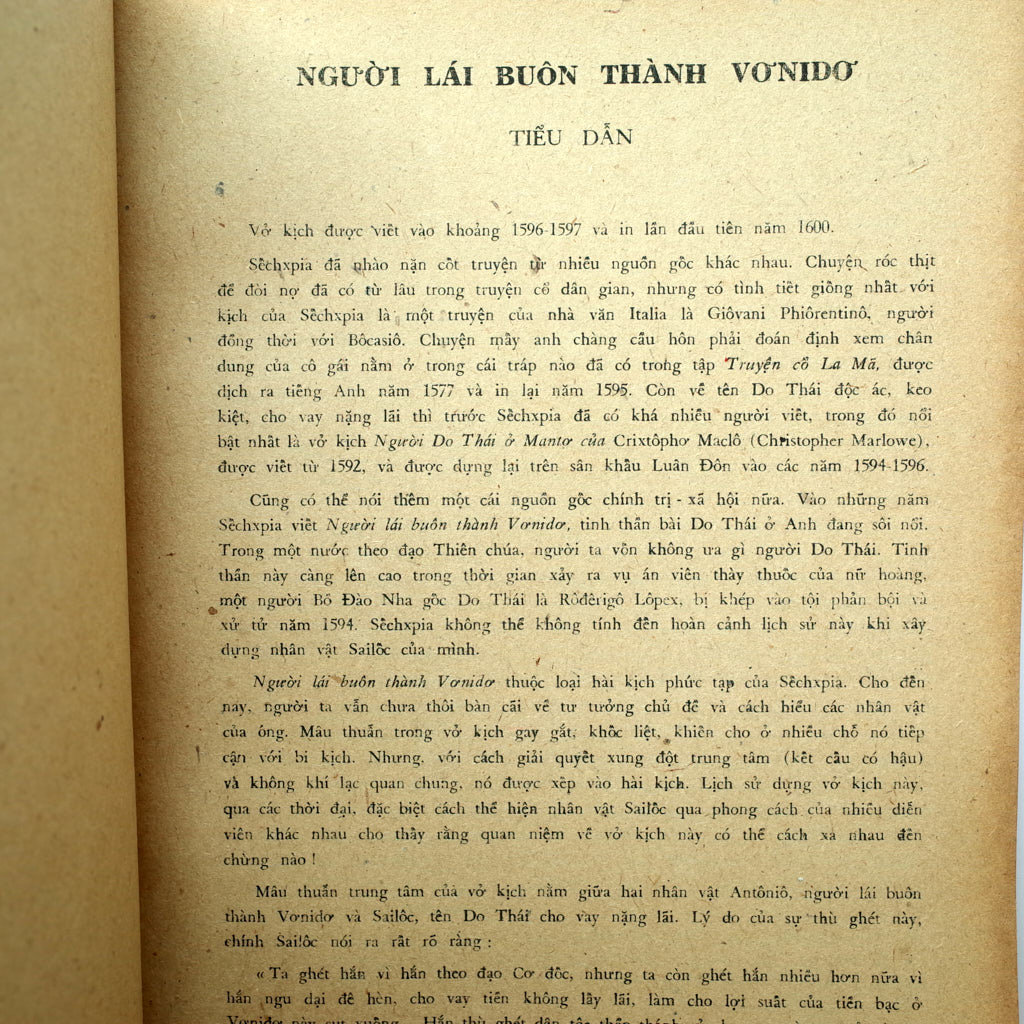 NGƯỜI LÁI BUÔN THÀNH VƠNIDƠ
TIỂU DẪN
Vở kịch được viết vào khoảng 1596-1597 và in lần đầu tiên năm 1600.
Sêchxpia đã nhào nặn cốt truyện từ nhiều nguồn gốc khác nhau. Chuyện róc thịt
để đòi nợ đã có từ lâu trong truyện cổ dân gian, nhưng có tình tiết giống nhất với
kịch của Sêchxpia là một truyện của nhà văn Italia là Giôvani Phiôrentinô, người
đồng thời với Bôcasiô. Chuyện mấy anh chàng cầu hôn phải đoán định xem chân
dung của cô gái nằm ở trong cái tráp nào đã có trong tập Truyện cổ La Mã, được
dịch ra tiếng Anh năm 1577 và in lại năm 1595. Còn về tên Do Thái độc ác, keo
kiệt, cho vay nặng lãi thì trước Sêchxpia đã có khá nhiều người viết, trong đó nổi
bật nhất là vở kịch Người Do Thái ở Mantơ của Crixtôphơ Maclô (Christopher Marlowe),
được viết từ 1592, và được dựng lại trên sân khấu Luân Đôn vào các năm 1594-1596.
Cũng có thể nói thêm một cái nguồn gốc chính trị - xã hội nữa. Vào những năm
Sêchxpia viết Người lái buôn thành Vơnidơ, tinh thần bài Do Thái ở Anh đang sôi nổi.
Trong một nước theo đạo Thiên chúa, người ta vốn không ưa gì người Do Thái. Tinh
thần này càng lên cao trong thời gian xảy ra vụ án viên thày thuốc của nữ hoàng,
một người Bồ Đào Nha gốc Do Thái là Rôđêrigô Lôpex, bị khép vào tội phản bội và
xử tử năm 1594. Sêchxpia không thể không tính đến hoàn cảnh lịch sử này khi xây
dựng nhân vật Sailôc của mình.
Người lái buôn thành Vơnidơ thuộc loại hài kịch phức tạp của Sêchxpia. Cho đến
nay, người ta vẫn chưa thôi bàn cãi về tư tưởng chủ đề và cách hiểu các nhân vật
của ông. Mâu thuẫn trong vở kịch gay gắt, khốc liệt, khiến cho ở nhiều chỗ nó tiếp
cận với bi kịch. Nhưng, với cách giải quyết xung đột trung tâm (kết cấu có hậu)
và không khí lạc quan chung, nó được xếp vào hài kịch. Lịch sử dựng vở kịch này,
qua các thời đại, đặc biệt cách thể hiện nhân vật Sailôc qua phong cách của nhiều diễn
viên khác nhau cho thấy rằng quan niệm về vở kịch này có thể cách xa nhau đến
chừng nào !
Mâu thuẫn trung tâm của vở kịch nằm giữa hai nhân vật Antôniô, người lái buôn
thành Vơnidơ và Sailôc, tên Do Thái cho vay nặng lãi. Lý do của sự thù ghét này,
chính Sailôc nói ra rất rõ ràng :
« Ta ghét hắn vì hắn theo đạo Cơ đốc, nhưng ta còn ghét hắn nhiều hơn nữa vì
hắn ngu dại đê hèn, cho vay tiền không lấy lãi, làm cho lợi suất của tiền bạc ở
Vơnidơ này sụt xuống. Hắn thù ghét dân tộc thần thánh